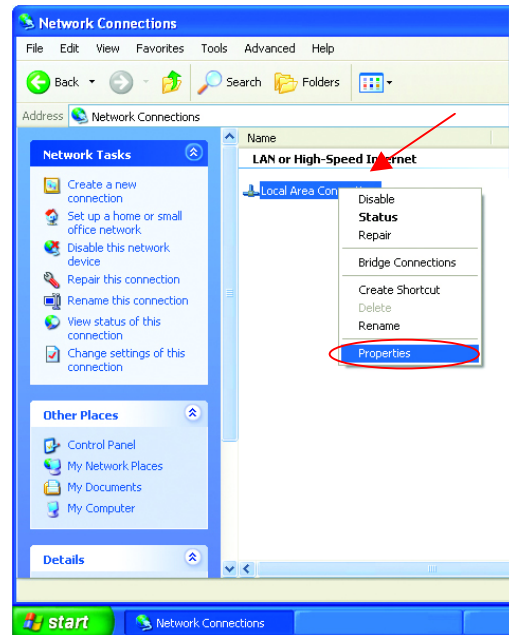 Network Connections
File Edit View Favorites Tools Advanced Help
Back Search Folders
Address Network Connections
Network Tasks
Create a new
connection
Set up a home or small
office network
Disable this network
device
Repair this connection
Rename this connection
View status of this
connection
Change settings of this
connection
Other Places
Control Panel
My Network Places
My Documents
My Computer
Details
Name
LAN or High-Speed Internet
Local Area
Disable
Status
Repair
Bridge Connections
Create Shortcut
Delete
Rename
Properties
start Network Connections